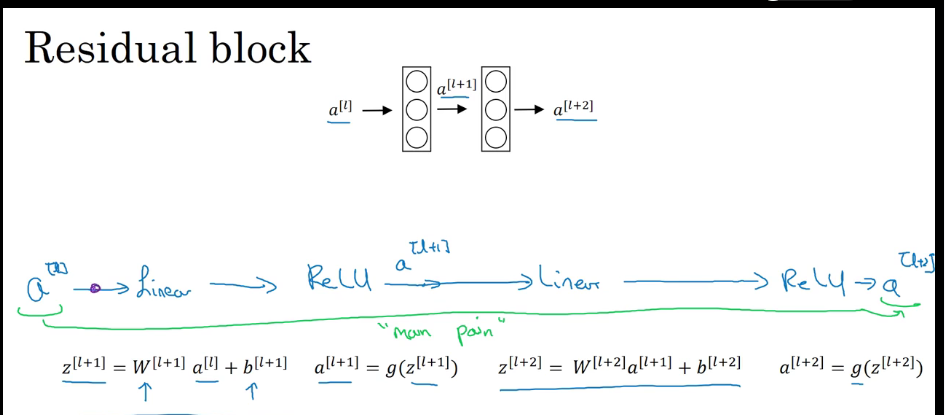 Residual block
a[l] → a[l+1] → a[l+2]
a[l] → Linear → ReLU a[l+1] → Linear → ReLU → a[l+2]
"main path"
z[l+1] = W[l+1] a[l] + b[l+1] a[l+1] = g(z[l+1]) z[l+2] = W[l+2]a[l+1] + b[l+2] a[l+2] = g(z[l+2])